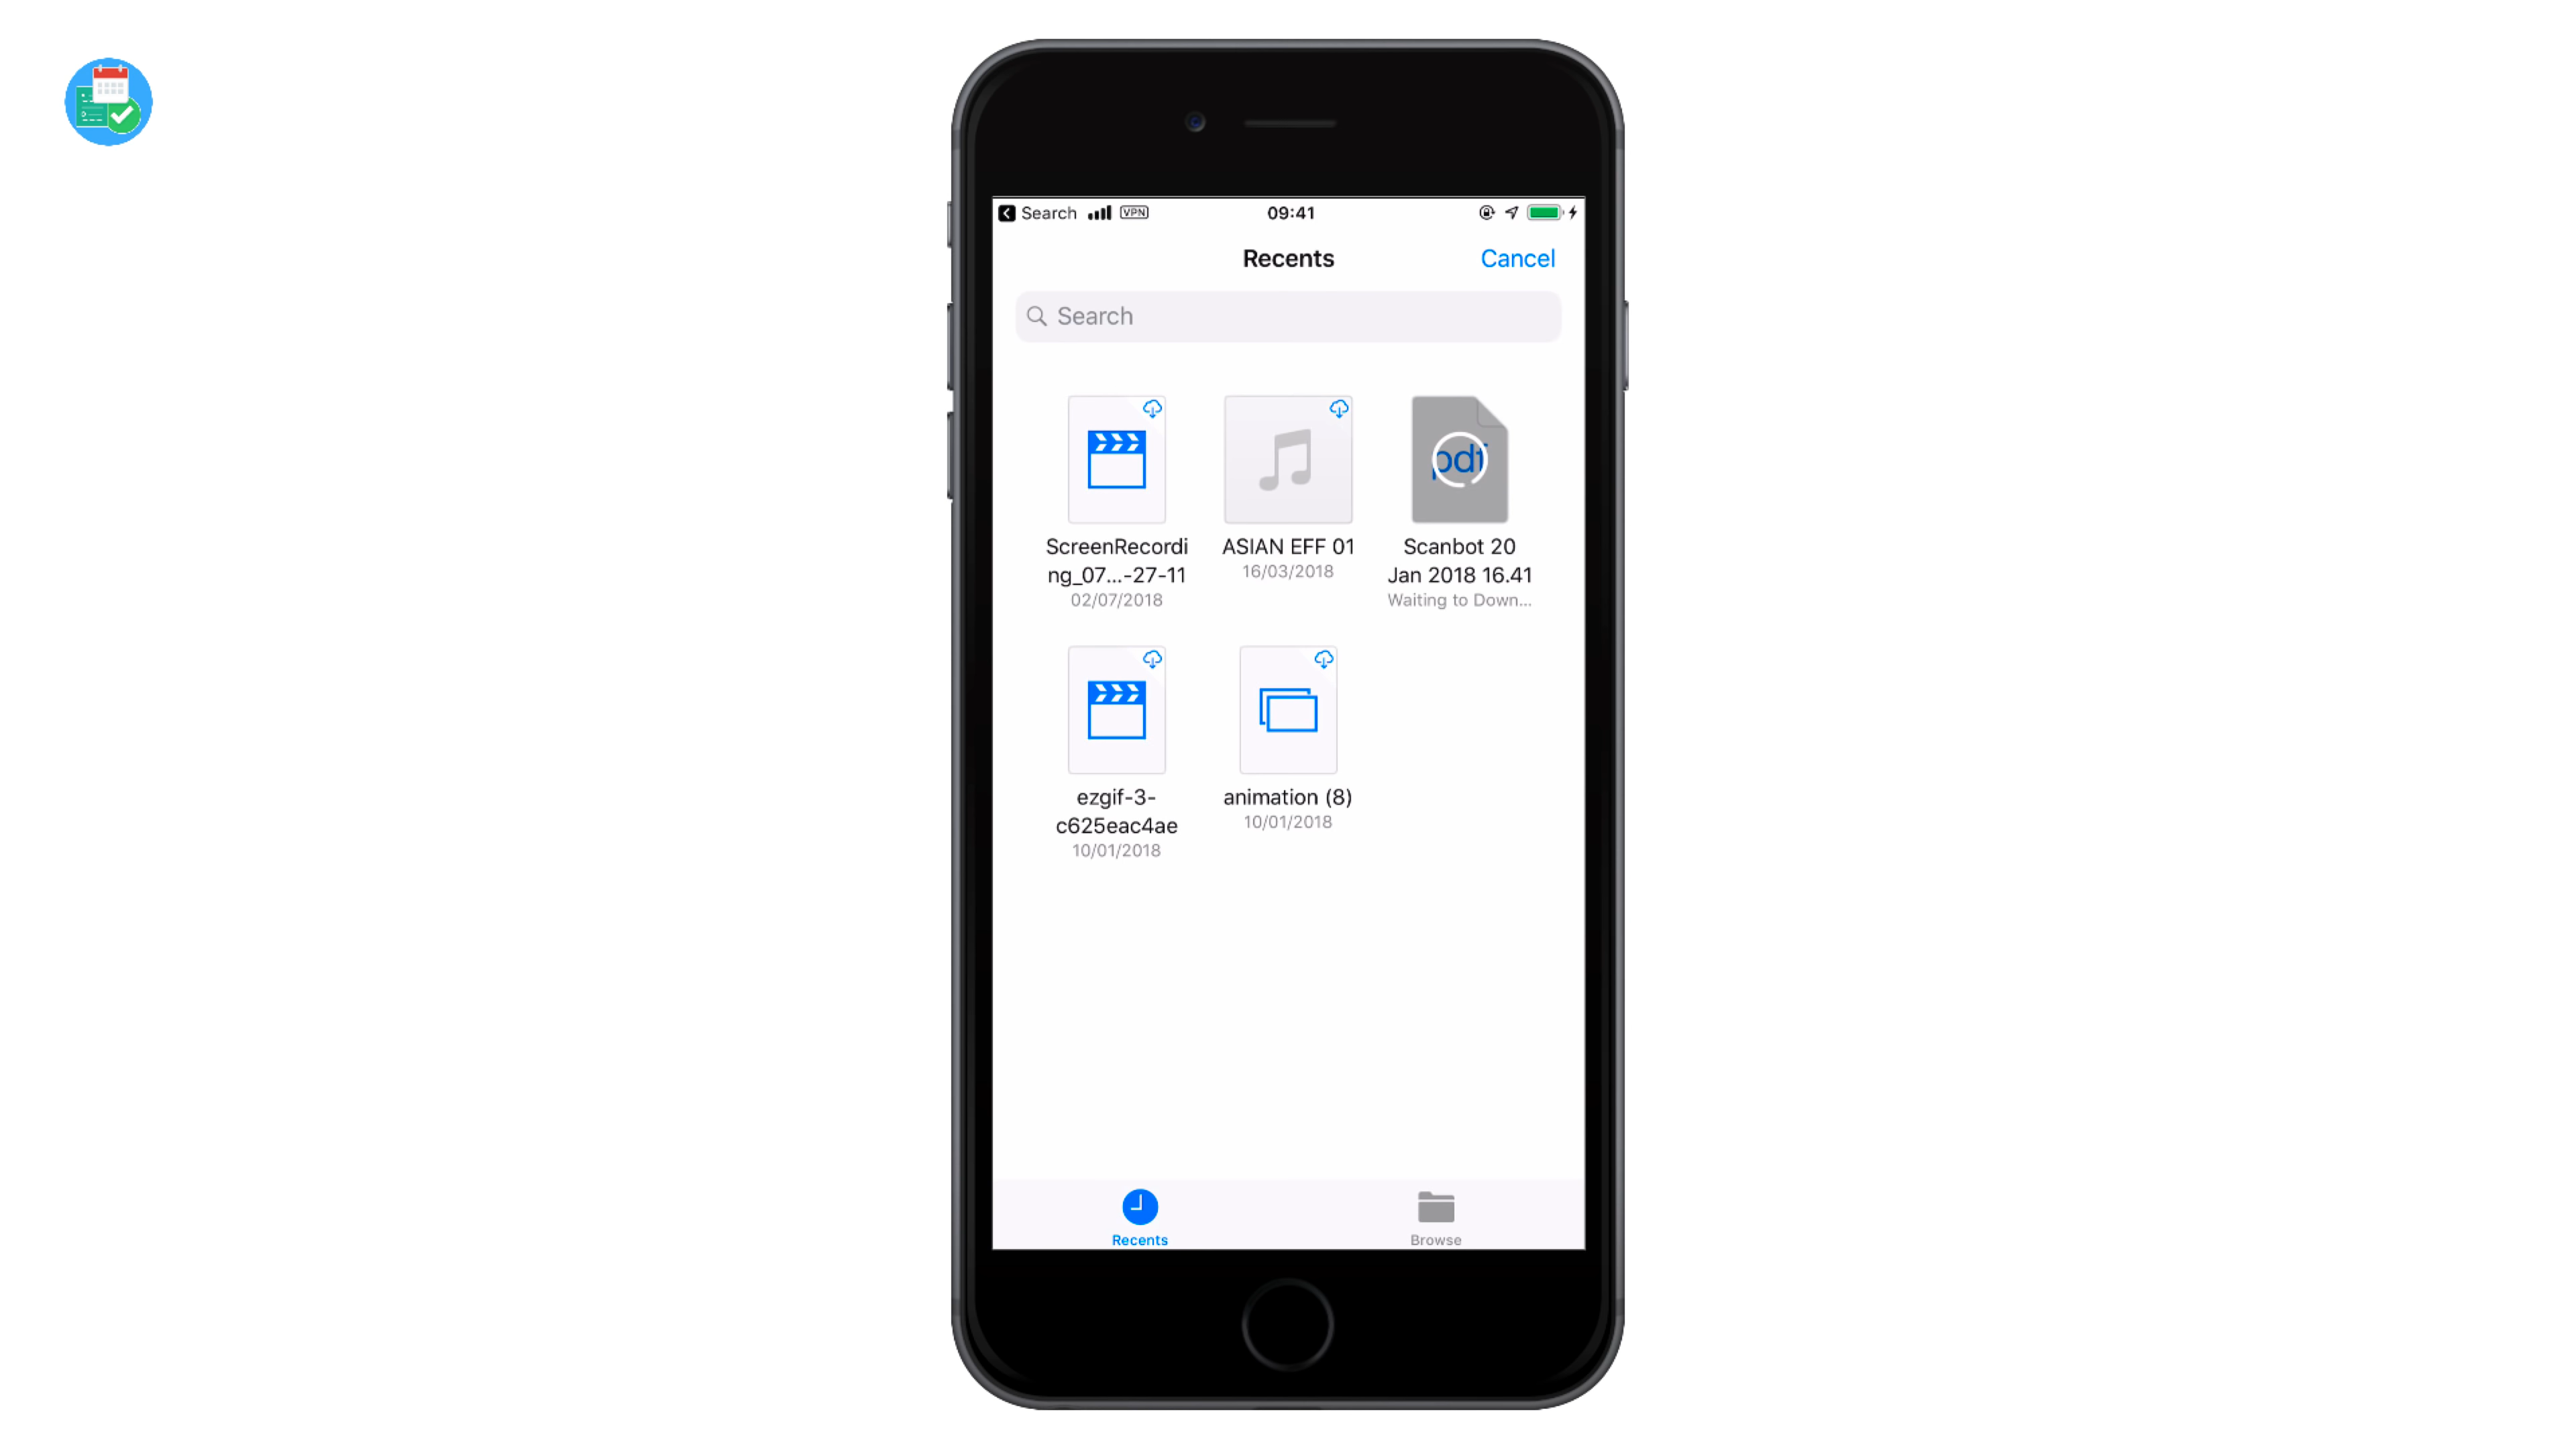 Search VPN 09:41
Recents Cancel
Search
ScreenRecordi
ng_07...-27-11
02/07/2018
ASIAN EFF 01
16/03/2018
pdf
Scanbot 20
Jan 2018 16.41
Waiting to Down...
ezgif-3-
c625eac4ae
10/01/2018
animation (8)
10/01/2018
Recents Browse